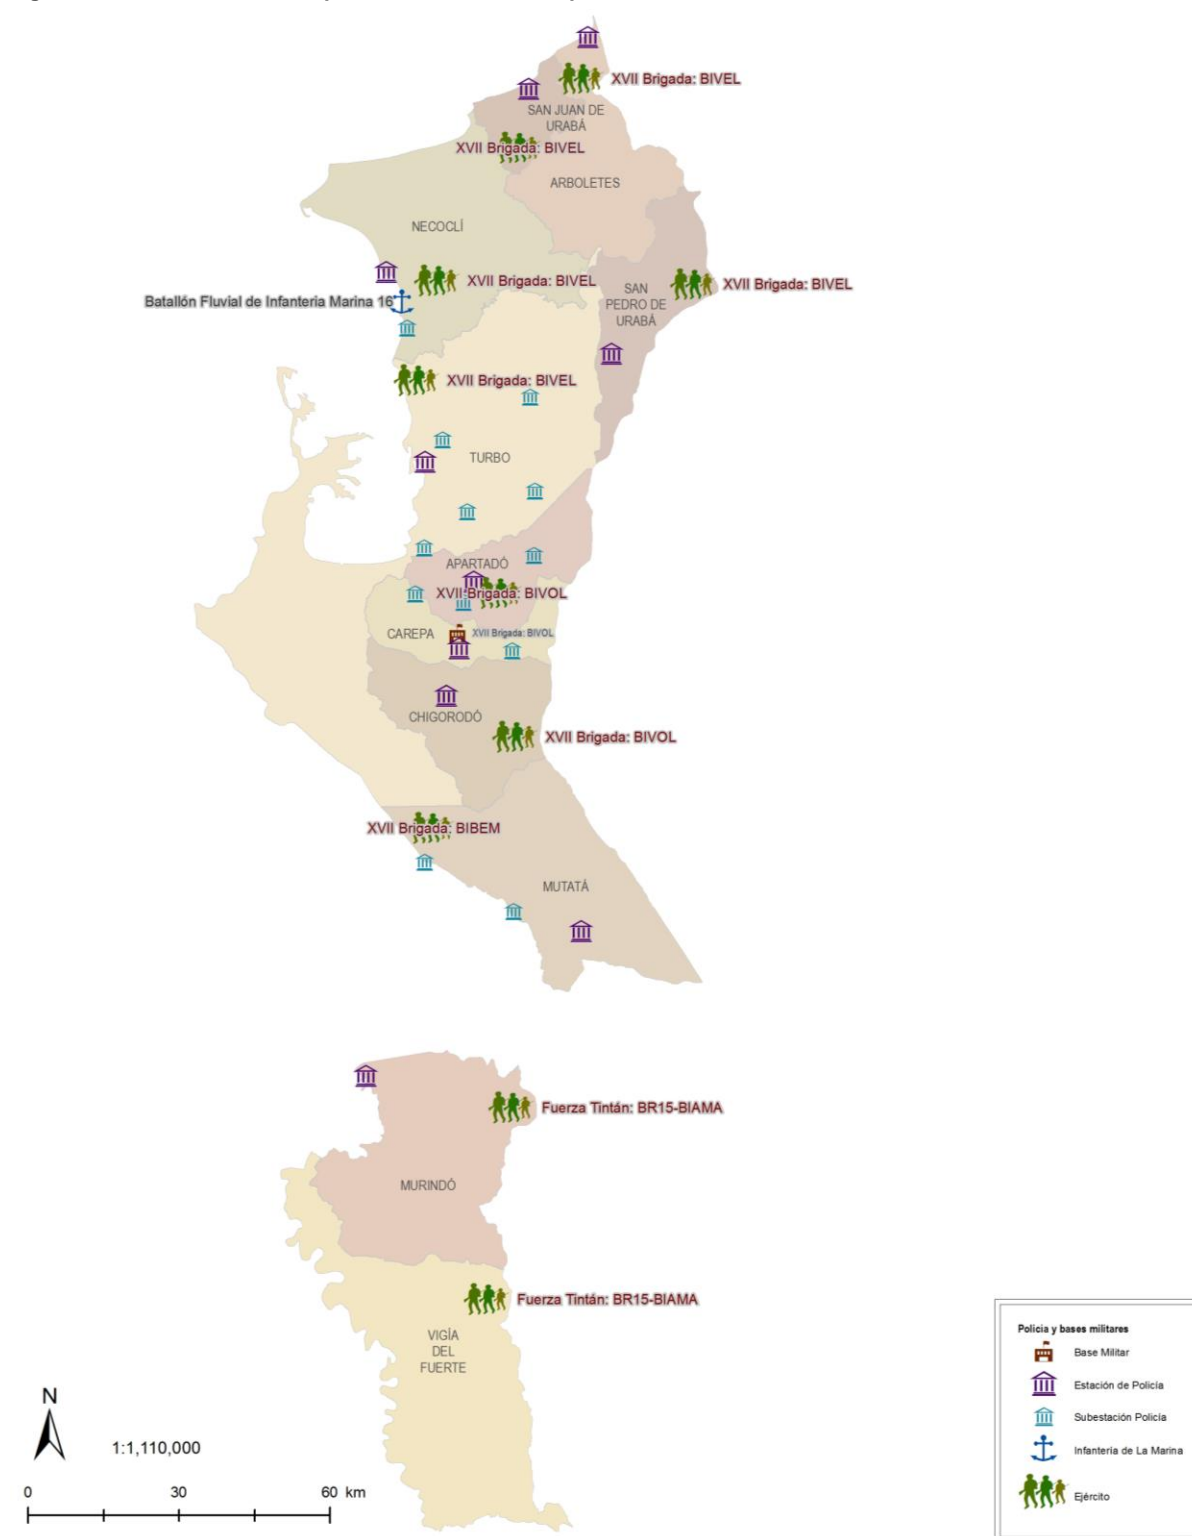 XVII Brigada: BIVEL
SAN JUAN DE
URABÁ
XVII Brigada: BIVEL
ARBOLETES
NECOCLÍ
XVII Brigada: BIVEL
SAN
PEDRO DE
URABÁ
XVII Brigada: BIVEL
Batallón Fluvial de Infantería Marina 16
XVII Brigada: BIVEL
TURBO
APARTADÓ
XVII Brigada: BIVOL
CAREPA
XVII Brigada: BIVOL
CHIGORODÓ
XVII Brigada: BIVOL
XVII Brigada: BIBEM
MUTATÁ
Fuerza Tintán: BR15-BIAMA
MURINDÓ
Fuerza Tintán: BR15-BIAMA
VIGÍA
DEL
FUERTE
N
1:1,110,000
0 30 60 km
Policia y bases militares
Base Militar
Estación de Policía
Subestación Policía
Infantería de La Marina
Ejército